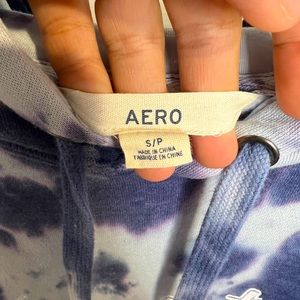 AERO
S/P
MADE IN CHINA
FABRIQUÉ EN CHINE